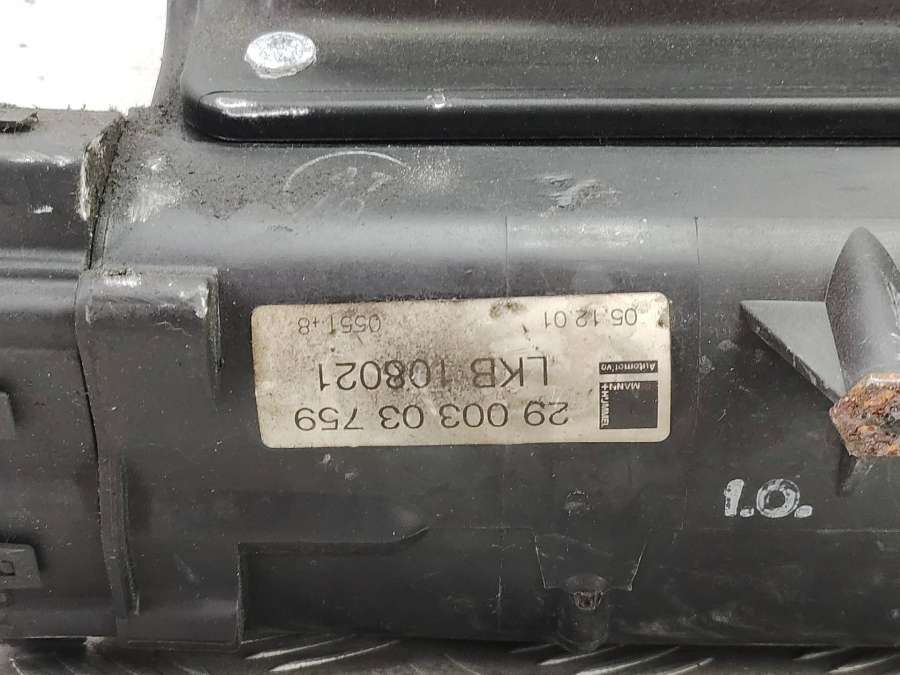 29 003 03 759
MANN
+HUMMEL
Automotive
LKB 108021
05.12.01
0551+8
1.0.